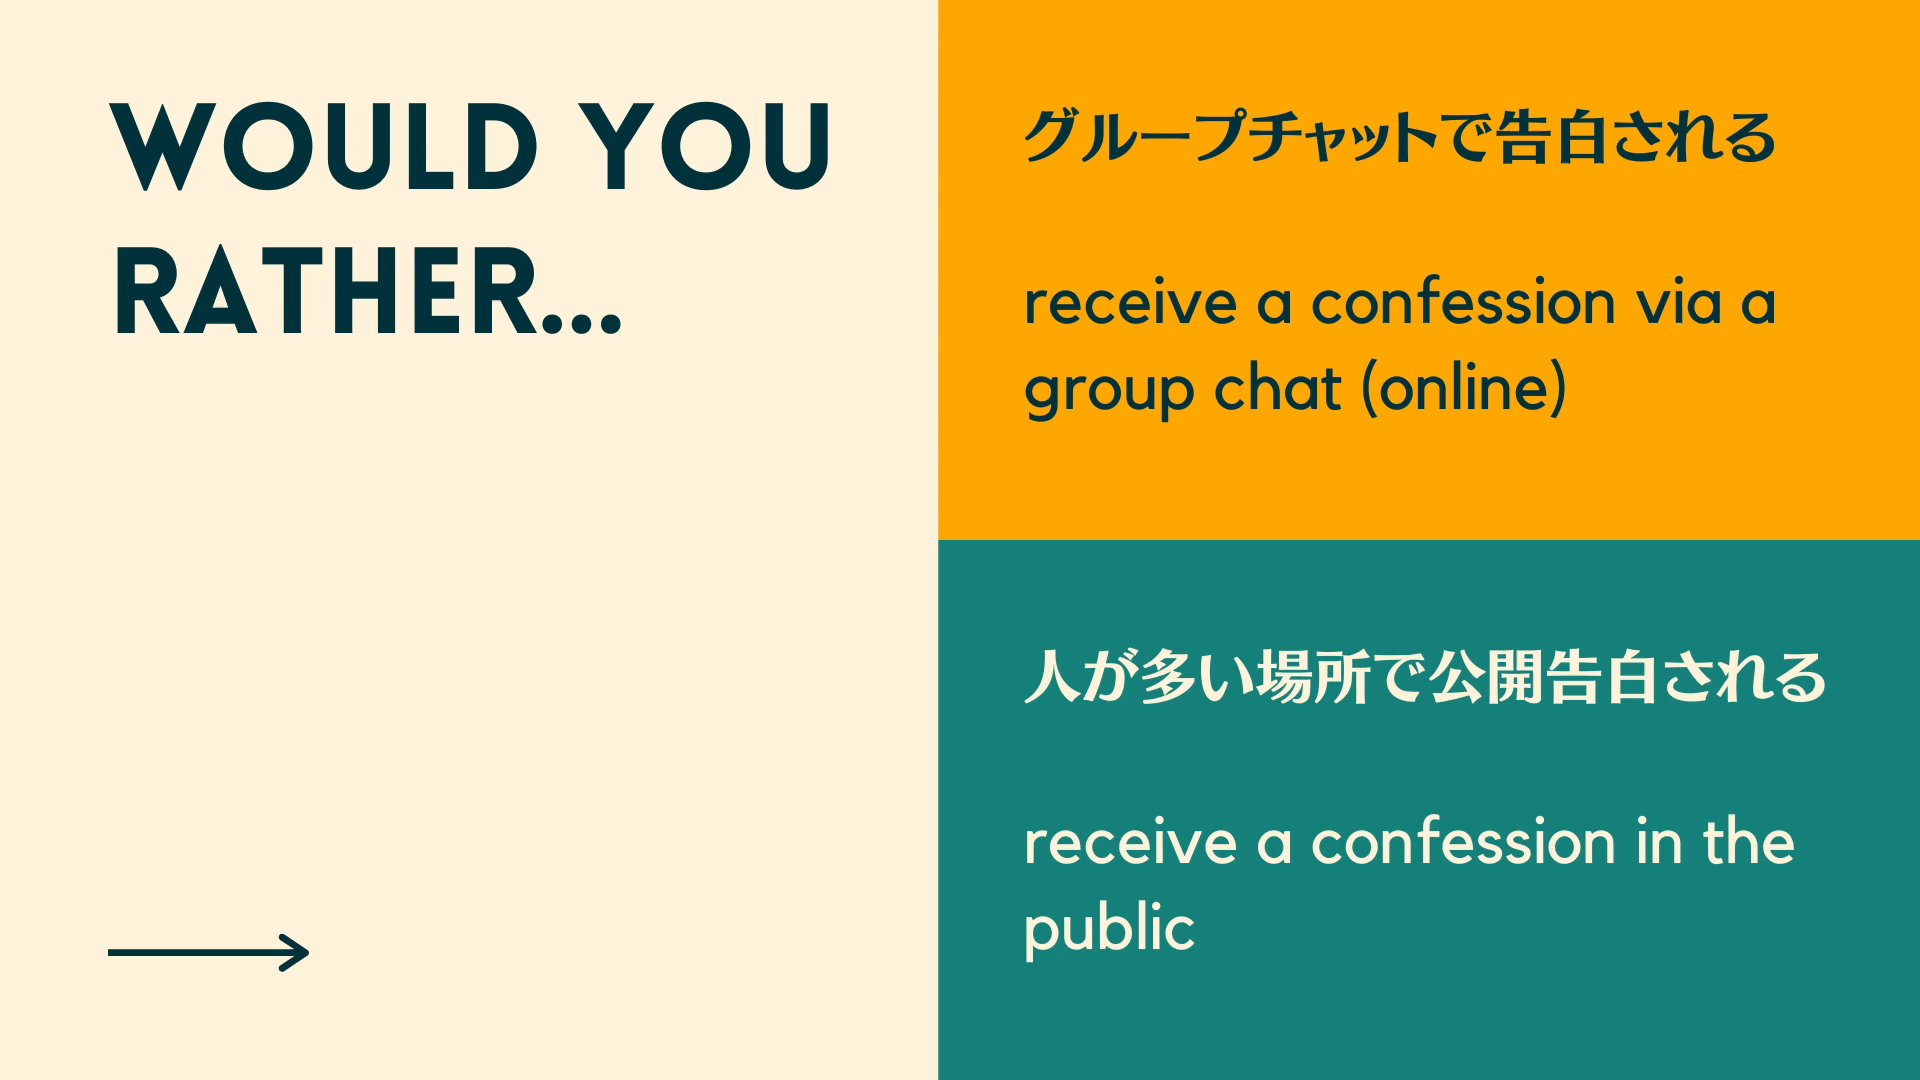 WOULD YOU
RATHER...
グループチャットで告白される
receive a confession via a
group chat (online)
人が多い場所で公開告白される
receive a confession in the
public